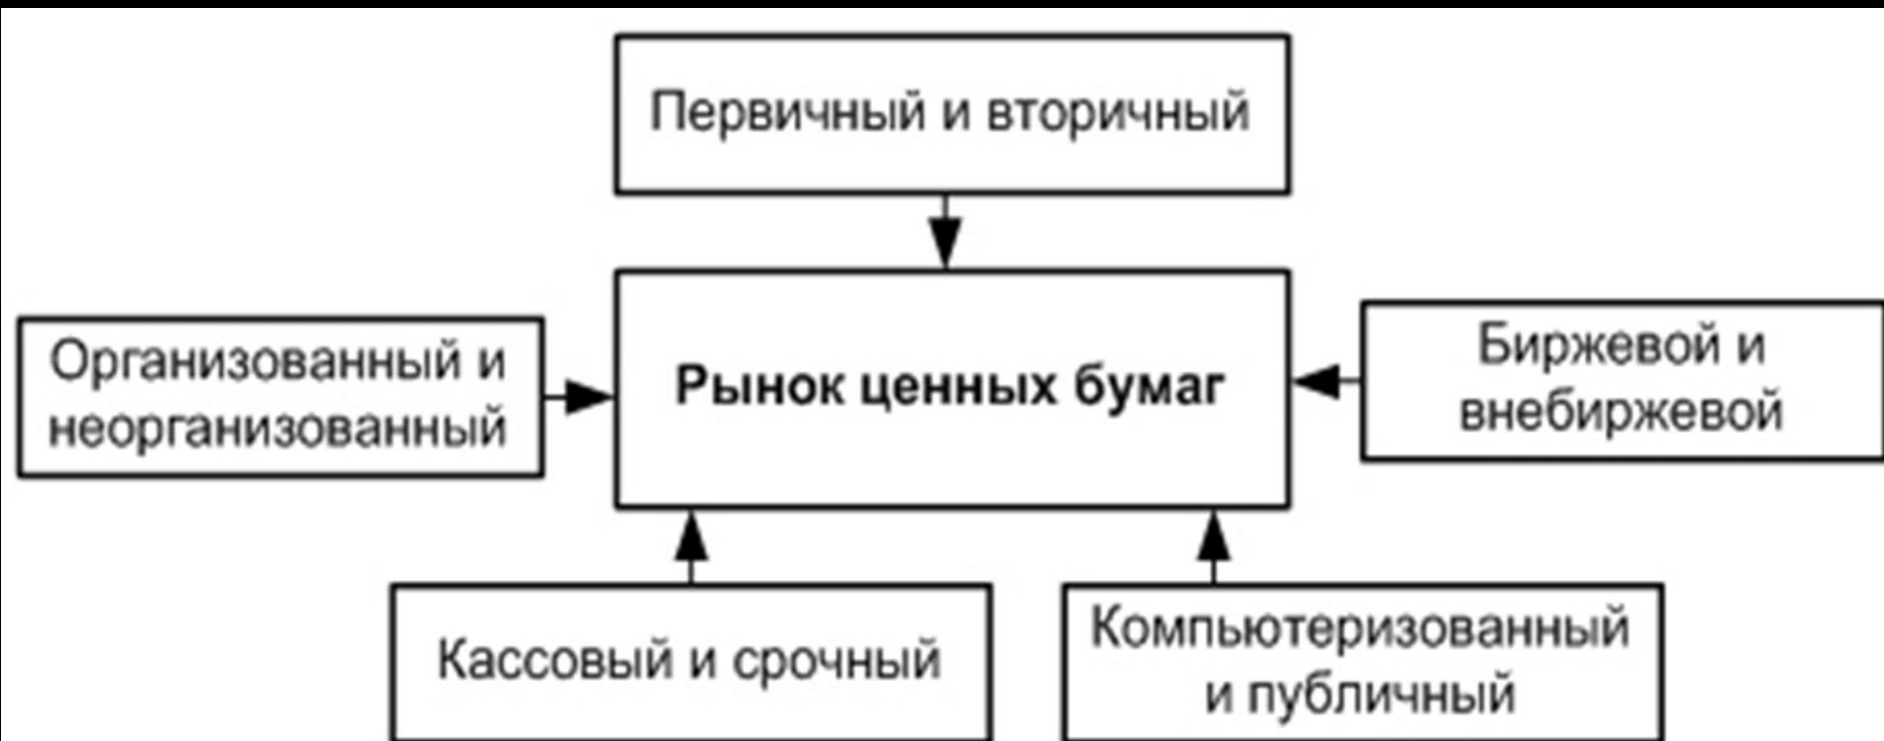 Первичный и вторичный
Организованный и
неорганизованный
Рынок ценных бумаг
Биржевой и
внебиржевой
Кассовый и срочный
Компьютеризованный
и публичный